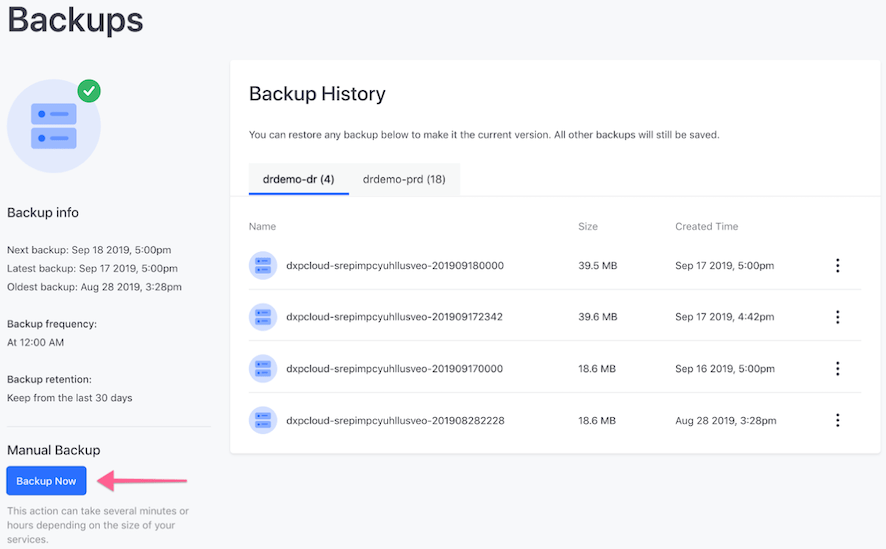 Backups
Backup info
Next backup: Sep 18 2019, 5:00pm
Latest backup: Sep 17 2019, 5:00pm
Oldest backup: Aug 28 2019, 3:28pm
Backup frequency:
At 12:00 AM
Backup retention:
Keep from the last 30 days
Manual Backup
Backup Now
This action can take several minutes or
hours depending on the size of your
services.
Backup History
You can restore any backup below to make it the current version. All other backups will still be saved.
drdemo-dr (4) drdemo-prd (18)
Name Size Created Time
dxpcloud-srepimpcyuhllusveo-201909180000 39.5 MB Sep 17 2019, 5:00pm
dxpcloud-srepimpcyuhllusveo-201909172342 39.6 MB Sep 17 2019, 4:42pm
dxpcloud-srepimpcyuhllusveo-201909170000 18.6 MB Sep 16 2019, 5:00pm
dxpcloud-srepimpcyuhllusveo-201908282228 18.6 MB Aug 28 2019, 3:28pm